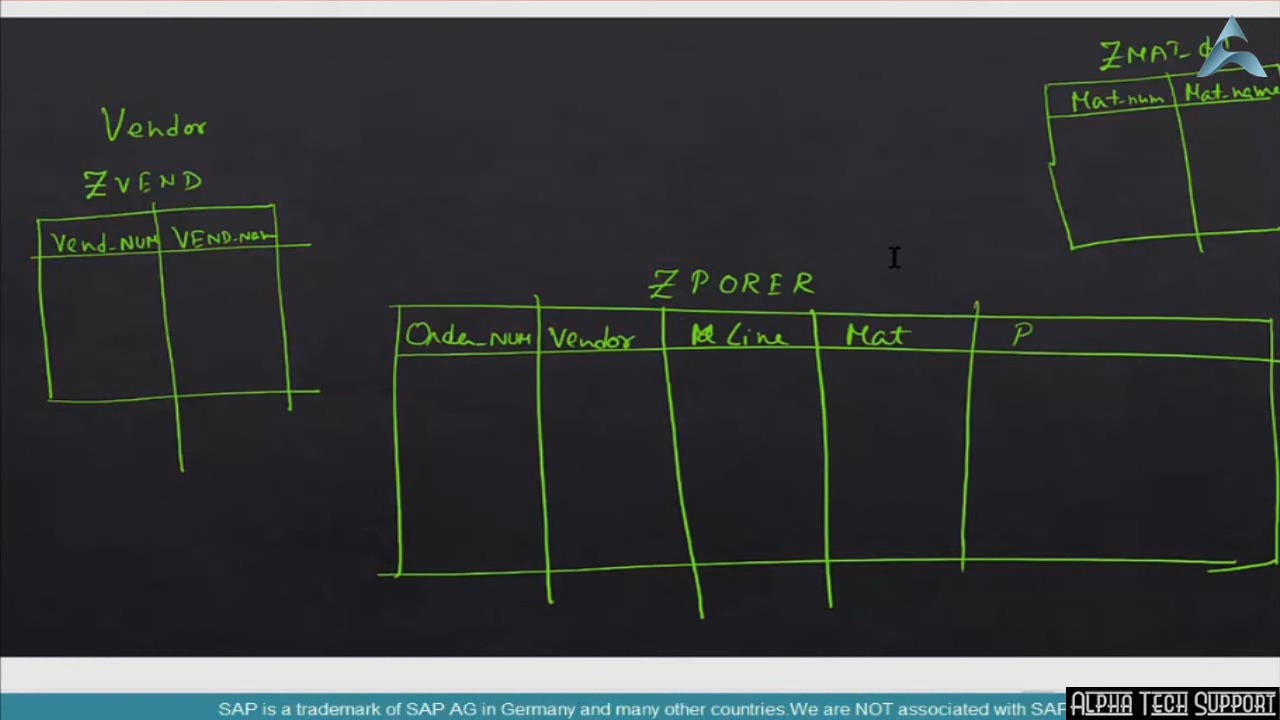 Vendor
ZVEND
Vend_NUM VEND_Nam
Mat_num Mat_name
ZPORER
Order_NUM Vendor Line Mat P
SAP is a trademark of SAP AG in Germany and many other countries.We are NOT associated with SAP
ALPHA TECH SUPPORT